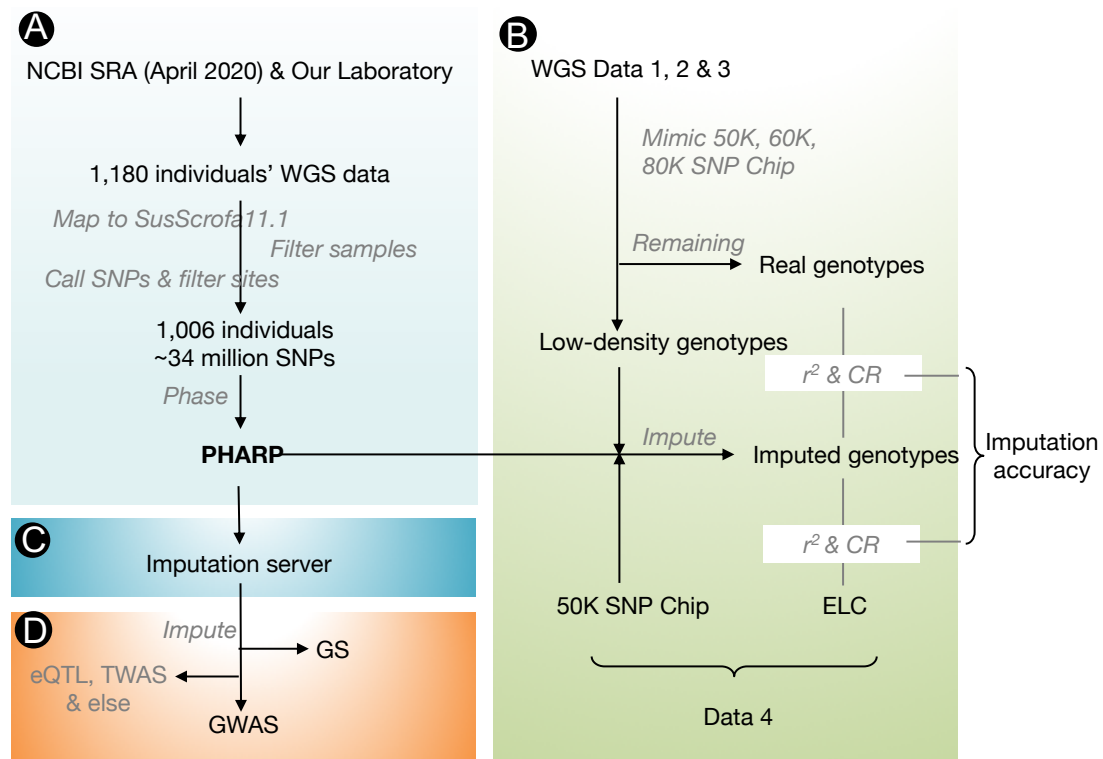 A
NCBI SRA (April 2020) & Our Laboratory
1,180 individuals’ WGS data
Map to SusScrofa11.1
Filter samples
Call SNPs & filter sites
1,006 individuals
~34 million SNPs
Phase
PHARP
B
WGS Data 1, 2 & 3
Mimic 50K, 60K,
80K SNP Chip
Remaining
Real genotypes
Low-density genotypes
r² & CR
Impute
Imputed genotypes
Imputation
accuracy
r² & CR
50K SNP Chip
ELC
Data 4
C
Imputation server
D
Impute
GS
eQTL, TWAS
& else
GWAS